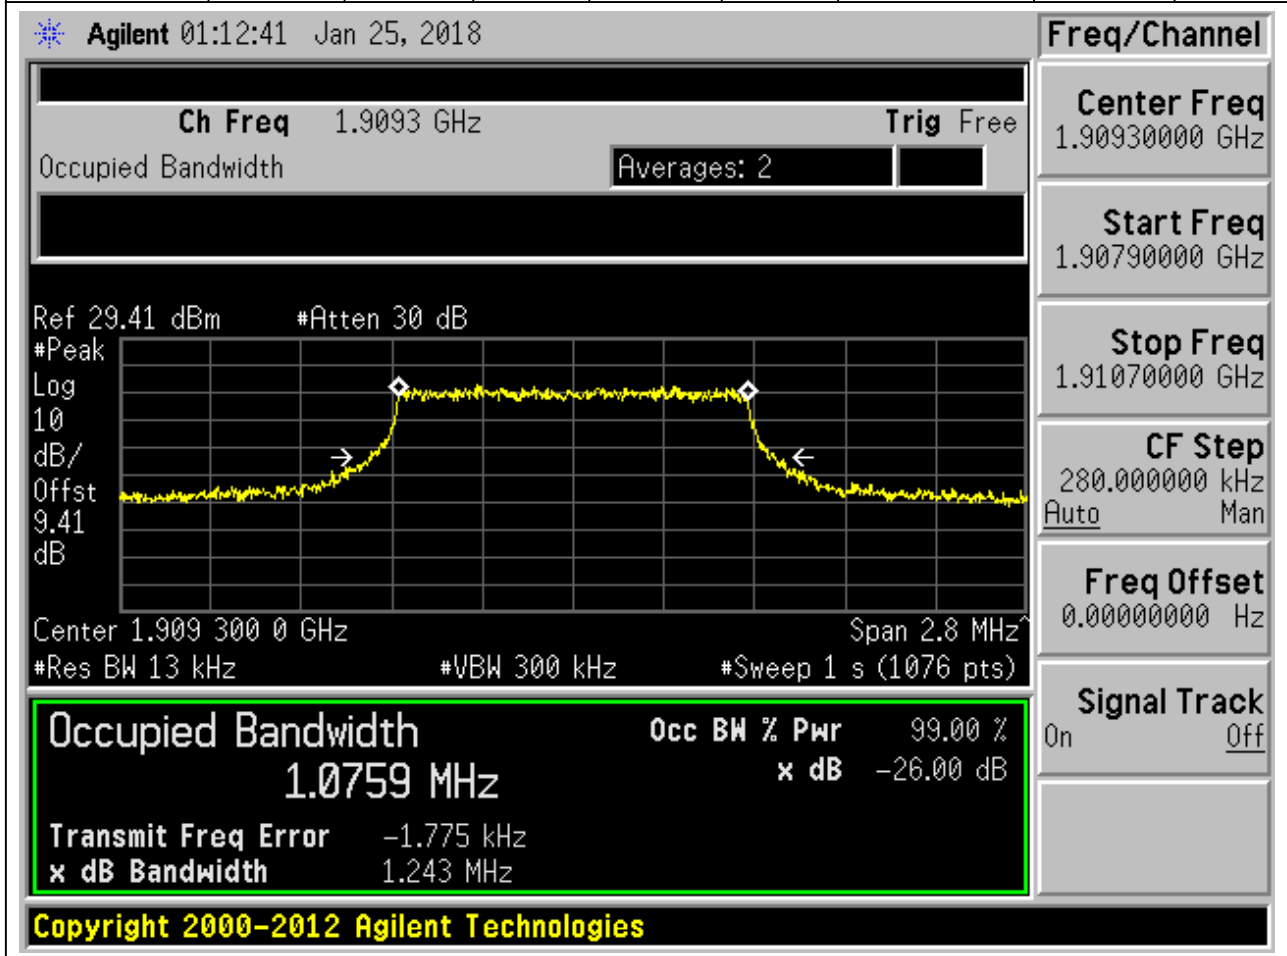 Agilent 01:12:41 Jan 25, 2018
Freq/Channel
Ch Freq 1.9093 GHz Trig Free
Occupied Bandwidth Averages: 2
Ref 29.41 dBm #Atten 30 dB
#Peak
Log
10
dB/
Offst
9.41
dB
Center 1.909 300 0 GHz Span 2.8 MHz^
#Res BW 13 kHz #VBW 300 kHz #Sweep 1 s (1076 pts)
Occupied Bandwidth Occ BW % Pwr 99.00 %
1.0759 MHz x dB -26.00 dB
Transmit Freq Error -1.775 kHz
x dB Bandwidth 1.243 MHz
Center Freq
1.90930000 GHz
Start Freq
1.90790000 GHz
Stop Freq
1.91070000 GHz
CF Step
280.000000 kHz
Auto Man
Freq Offset
0.00000000 Hz
Signal Track
On Off
Copyright 2000-2012 Agilent Technologies